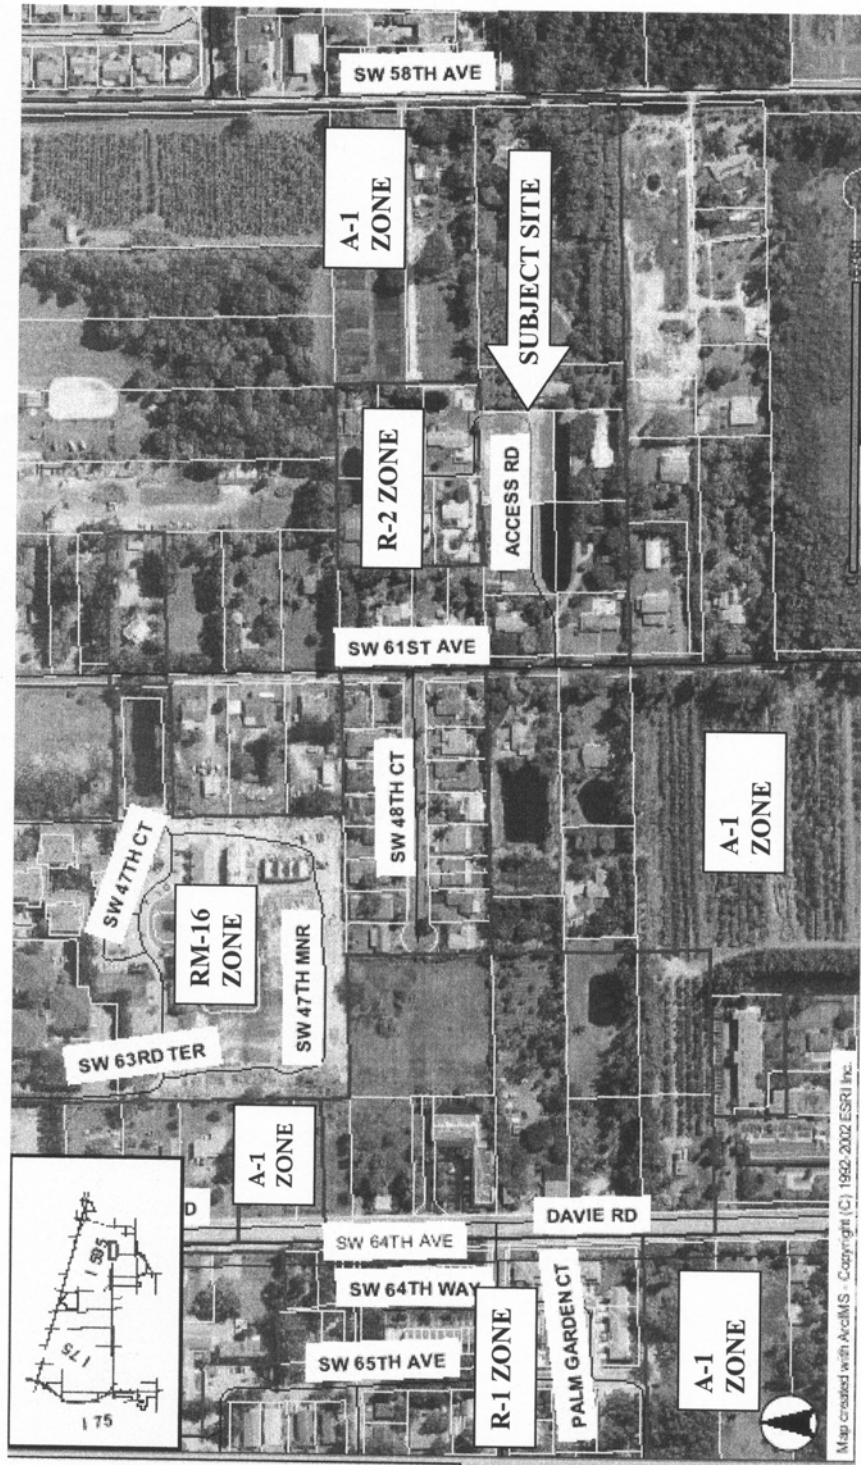 SW 58TH AVE
A-1
ZONE
SUBJECT SITE
R-2 ZONE
ACCESS RD
SW 61ST AVE
SW 47TH CT
SW 48TH CT
RM-16
ZONE
SW 47TH MNR
SW 63RD TER
A-1
ZONE
A-1
ZONE
D
DAVIE RD
SW 64TH AVE
SW 64TH WAY
SW 65TH AVE
R-1 ZONE
PALM GARDEN CT
A-1
ZONE
I 75
I 75
I 595
Map created with ArcIMS - Copyright (C) 1992-2002 ESRI Inc.